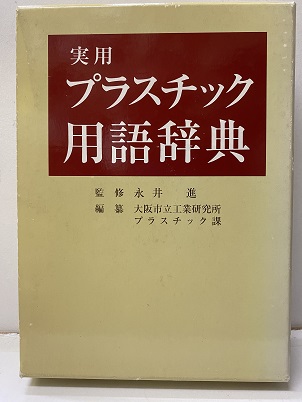 実用
プラスチック
用語辞典
監修 永井 進
編纂 大阪市立工業研究所
プラスチック課